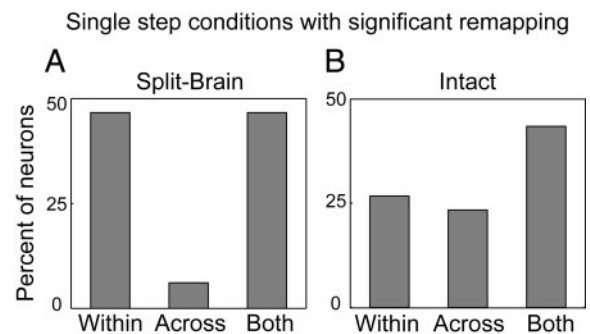 Single step conditions with significant remapping
A
Split-Brain
B
Intact
Percent of neurons
50
25
0
Within Across Both
50
25
0
Within Across Both